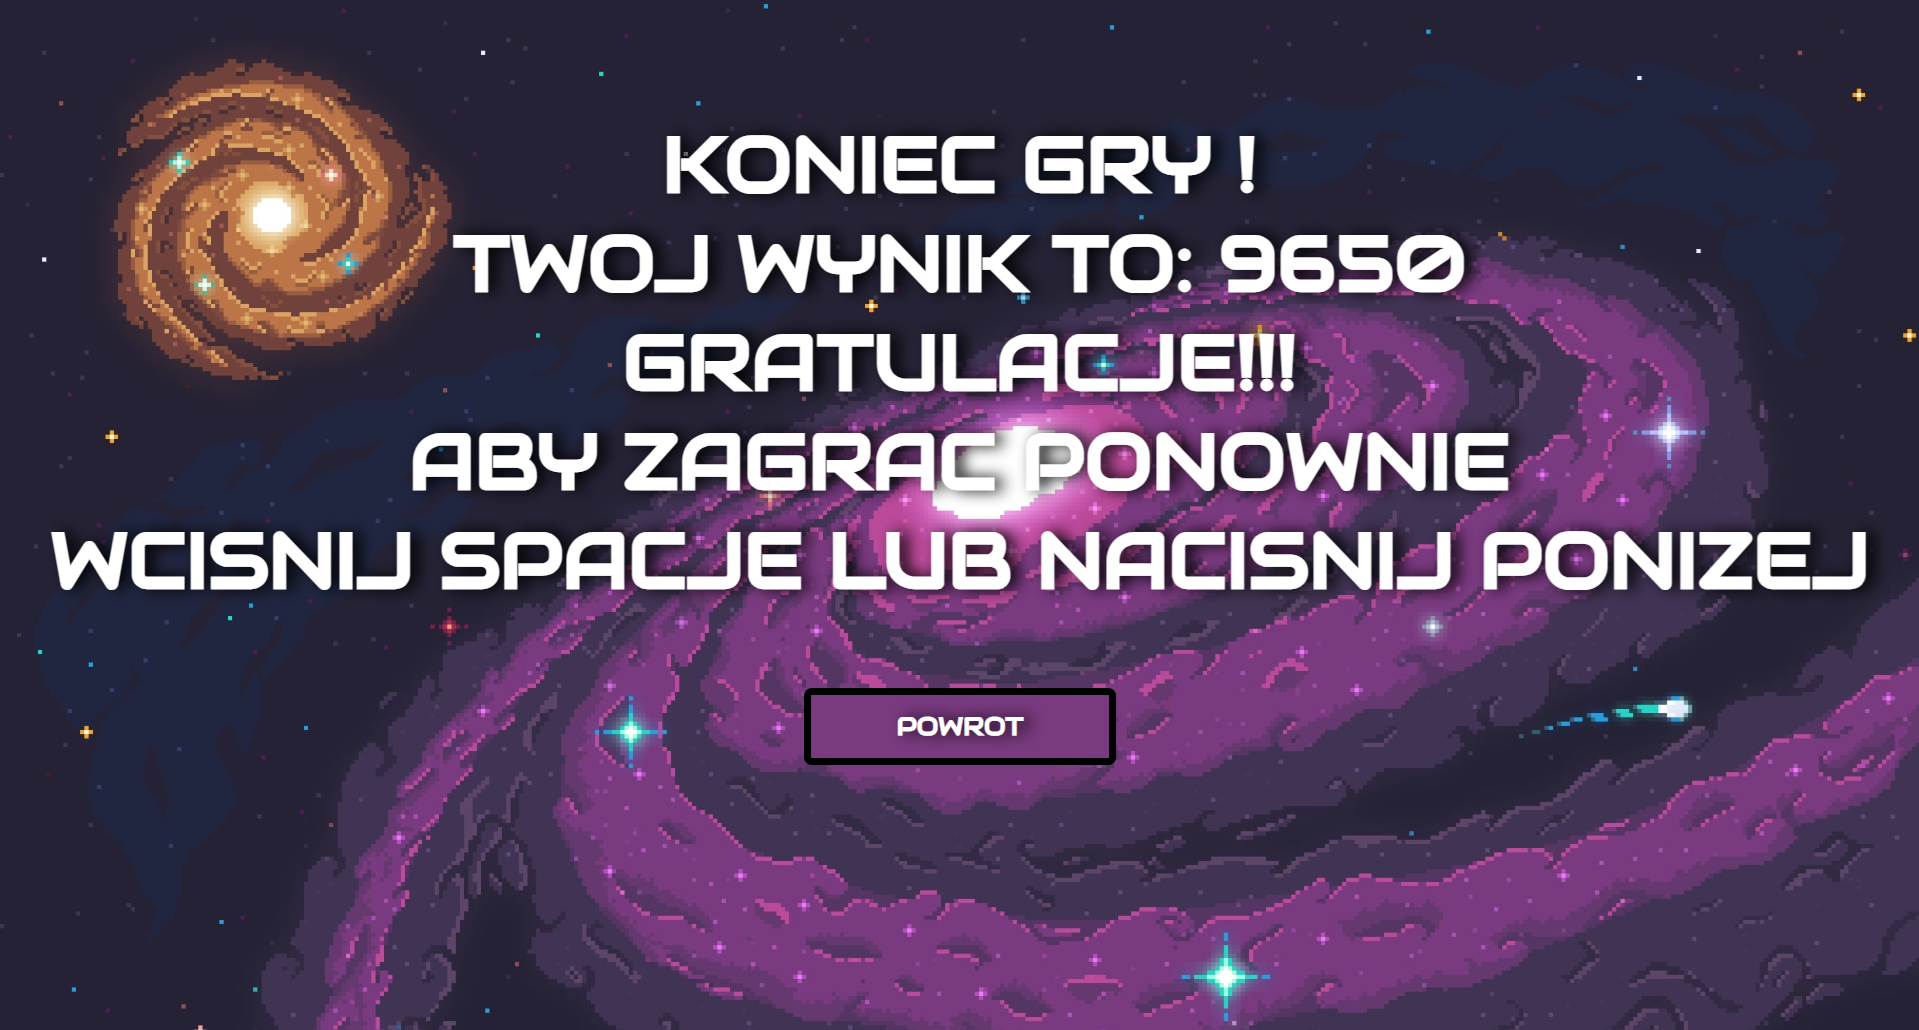 KONIEC GRY !
TWOJ WYNIK TO: 9650
GRATULACJE!!!
ABY ZAGRAC PONOWNIE
WCISNIJ SPACJE LUB NACISNIJ PONIZEJ
POWROT